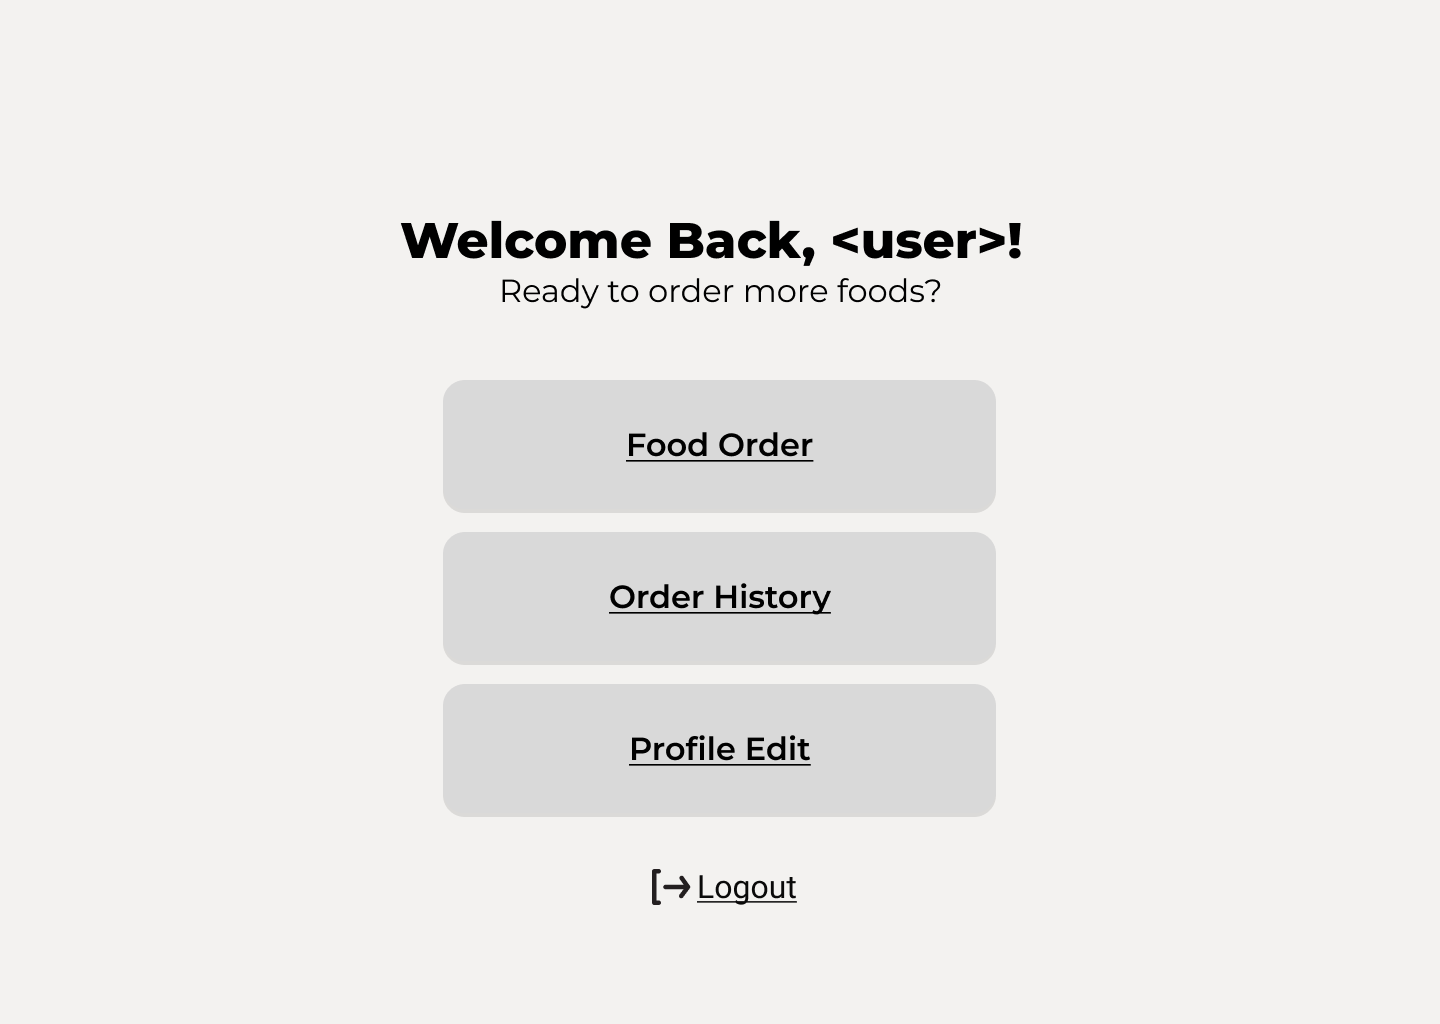 Welcome Back, <user>!
Ready to order more foods?
Food Order
Order History
Profile Edit
Logout